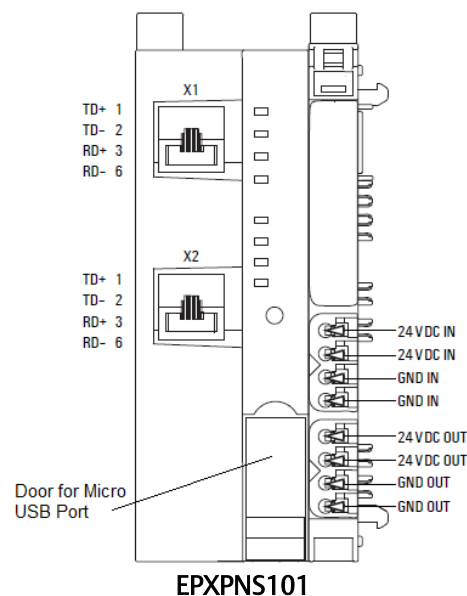 X1
TD+ 1
TD- 2
RD+ 3
RD- 6
X2
TD+ 1
TD- 2
RD+ 3
RD- 6
24 VDC IN
24 VDC IN
GND IN
GND IN
24 VDC OUT
24 VDC OUT
GND OUT
GND OUT
Door for Micro
USB Port
EPXPNS101